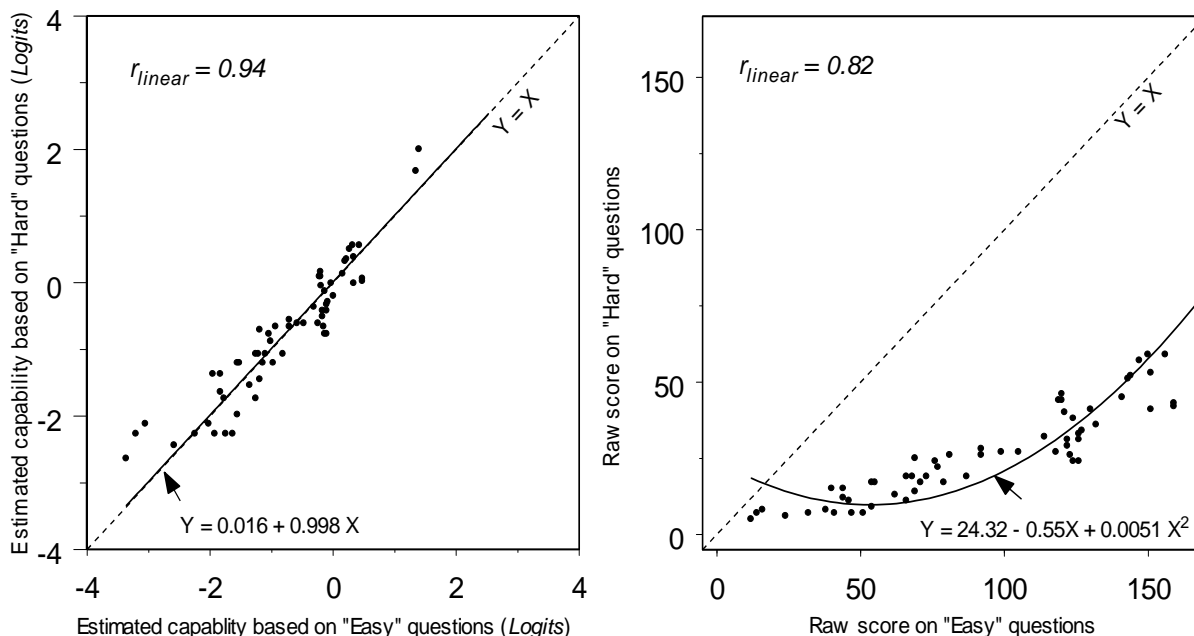 4
2
0
-2
-4
Estimated capability based on "Hard" questions (Logits)
r linear = 0.94
Y = X
Y = 0.016 + 0.998 X
-4
-2
0
2
4
Estimated capablity based on "Easy" questions (Logits)
150
100
50
0
Raw score on "Hard" questions
r linear = 0.82
Y = X
Y = 24.32 - 0.55X + 0.0051 X²
0
50
100
150
Raw score on "Easy" questions